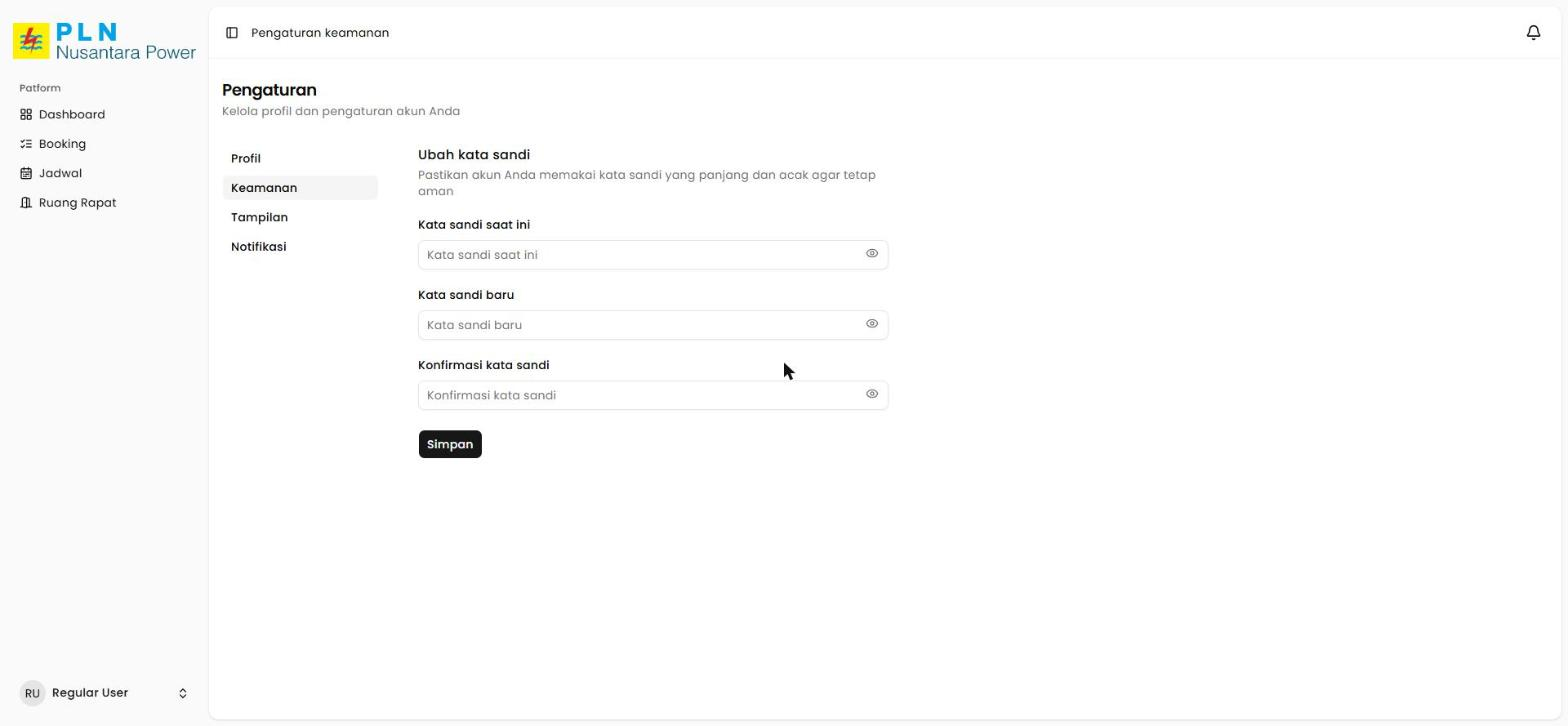 PLN
Nusantara Power
Patform
Dashboard
Booking
Jadwal
Ruang Rapat
RU
Regular User
Pengaturan keamanan
Pengaturan
Kelola profil dan pengaturan akun Anda
Profil
Keamanan
Tampilan
Notifikasi
Ubah kata sandi
Pastikan akun Anda memakai kata sandi yang panjang dan acak agar tetap
aman
Kata sandi saat ini
Kata sandi saat ini
Kata sandi baru
Kata sandi baru
Konfirmasi kata sandi
Konfirmasi kata sandi
Simpan